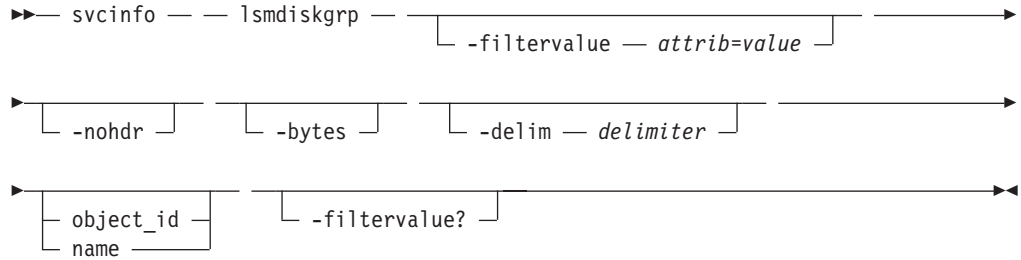 svcinfo lsmdiskgrp
-filtervalue attrib=value
-nohdr -bytes -delim delimiter
object_id -filtervalue?
name